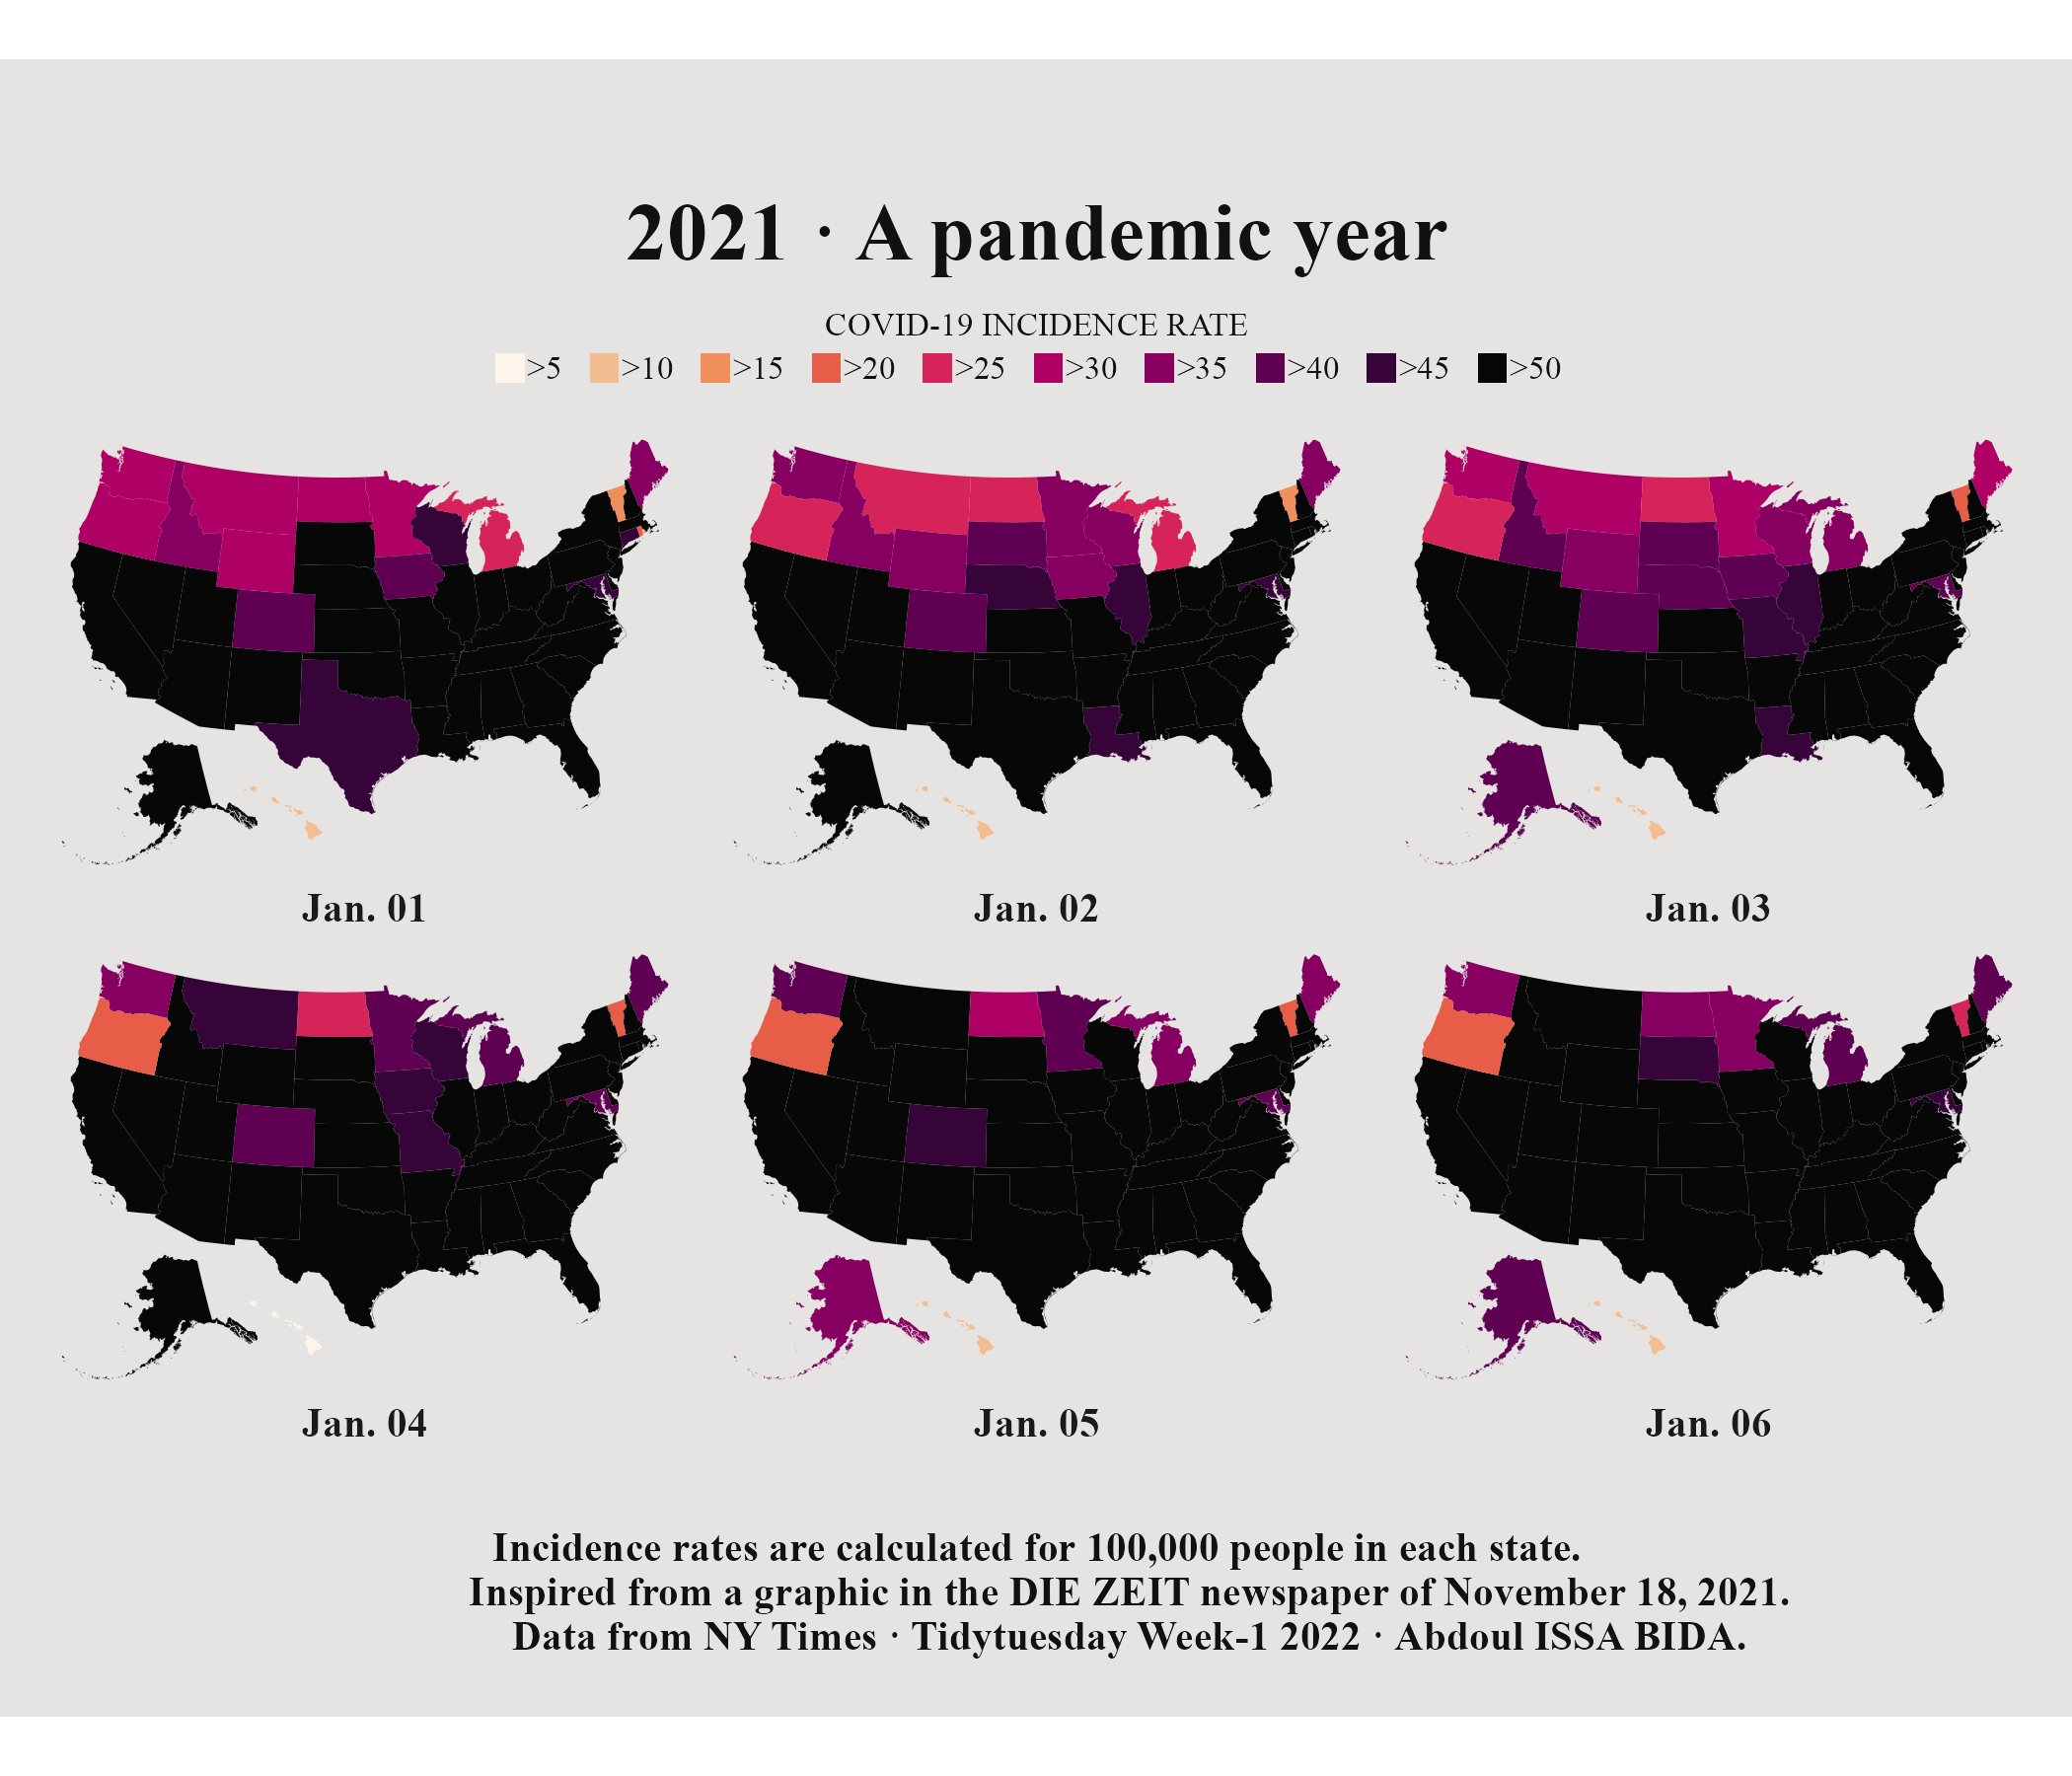 2021 · A pandemic year
COVID-19 INCIDENCE RATE
>5 >10 >15 >20 >25 >30 >35 >40 >45 >50
Jan. 01 Jan. 02 Jan. 03
Jan. 04 Jan. 05 Jan. 06
Incidence rates are calculated for 100,000 people in each state.
Inspired from a graphic in the DIE ZEIT newspaper of November 18, 2021.
Data from NY Times · Tidytuesday Week-1 2022 · Abdoul ISSA BIDA.